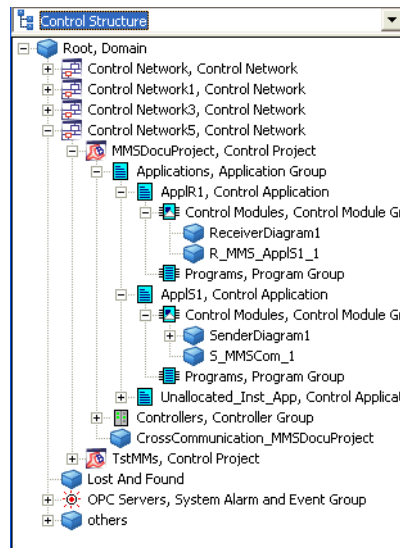 Control Structure
Root, Domain
Control Network, Control Network
Control Network1, Control Network
Control Network3, Control Network
Control Network5, Control Network
MMSDocuProject, Control Project
Applications, Application Group
ApplR1, Control Application
Control Modules, Control Module Gr
ReceiverDiagram1
R_MMS_ApplS1_1
Programs, Program Group
ApplS1, Control Application
Control Modules, Control Module Gr
SenderDiagram1
S_MMSCom_1
Programs, Program Group
Unallocated_Inst_App, Control Applicat
Controllers, Controller Group
CrossCommunication_MMSDocuProject
TstMMs, Control Project
Lost And Found
OPC Servers, System Alarm and Event Group
others